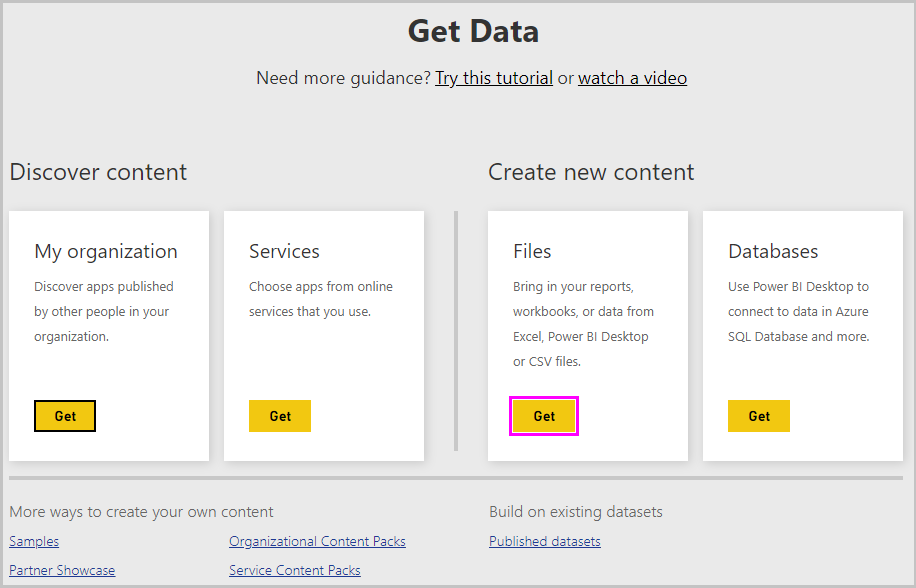 Get Data
Need more guidance? Try this tutorial or watch a video
Discover content
My organization
Discover apps published
by other people in your
organization.
Get
Services
Choose apps from online
services that you use.
Get
Create new content
Files
Bring in your reports,
workbooks, or data from
Excel, Power BI Desktop
or CSV files.
Get
Databases
Use Power BI Desktop to
connect to data in Azure
SQL Database and more.
Get
More ways to create your own content
Samples
Organizational Content Packs
Partner Showcase
Service Content Packs
Build on existing datasets
Published datasets